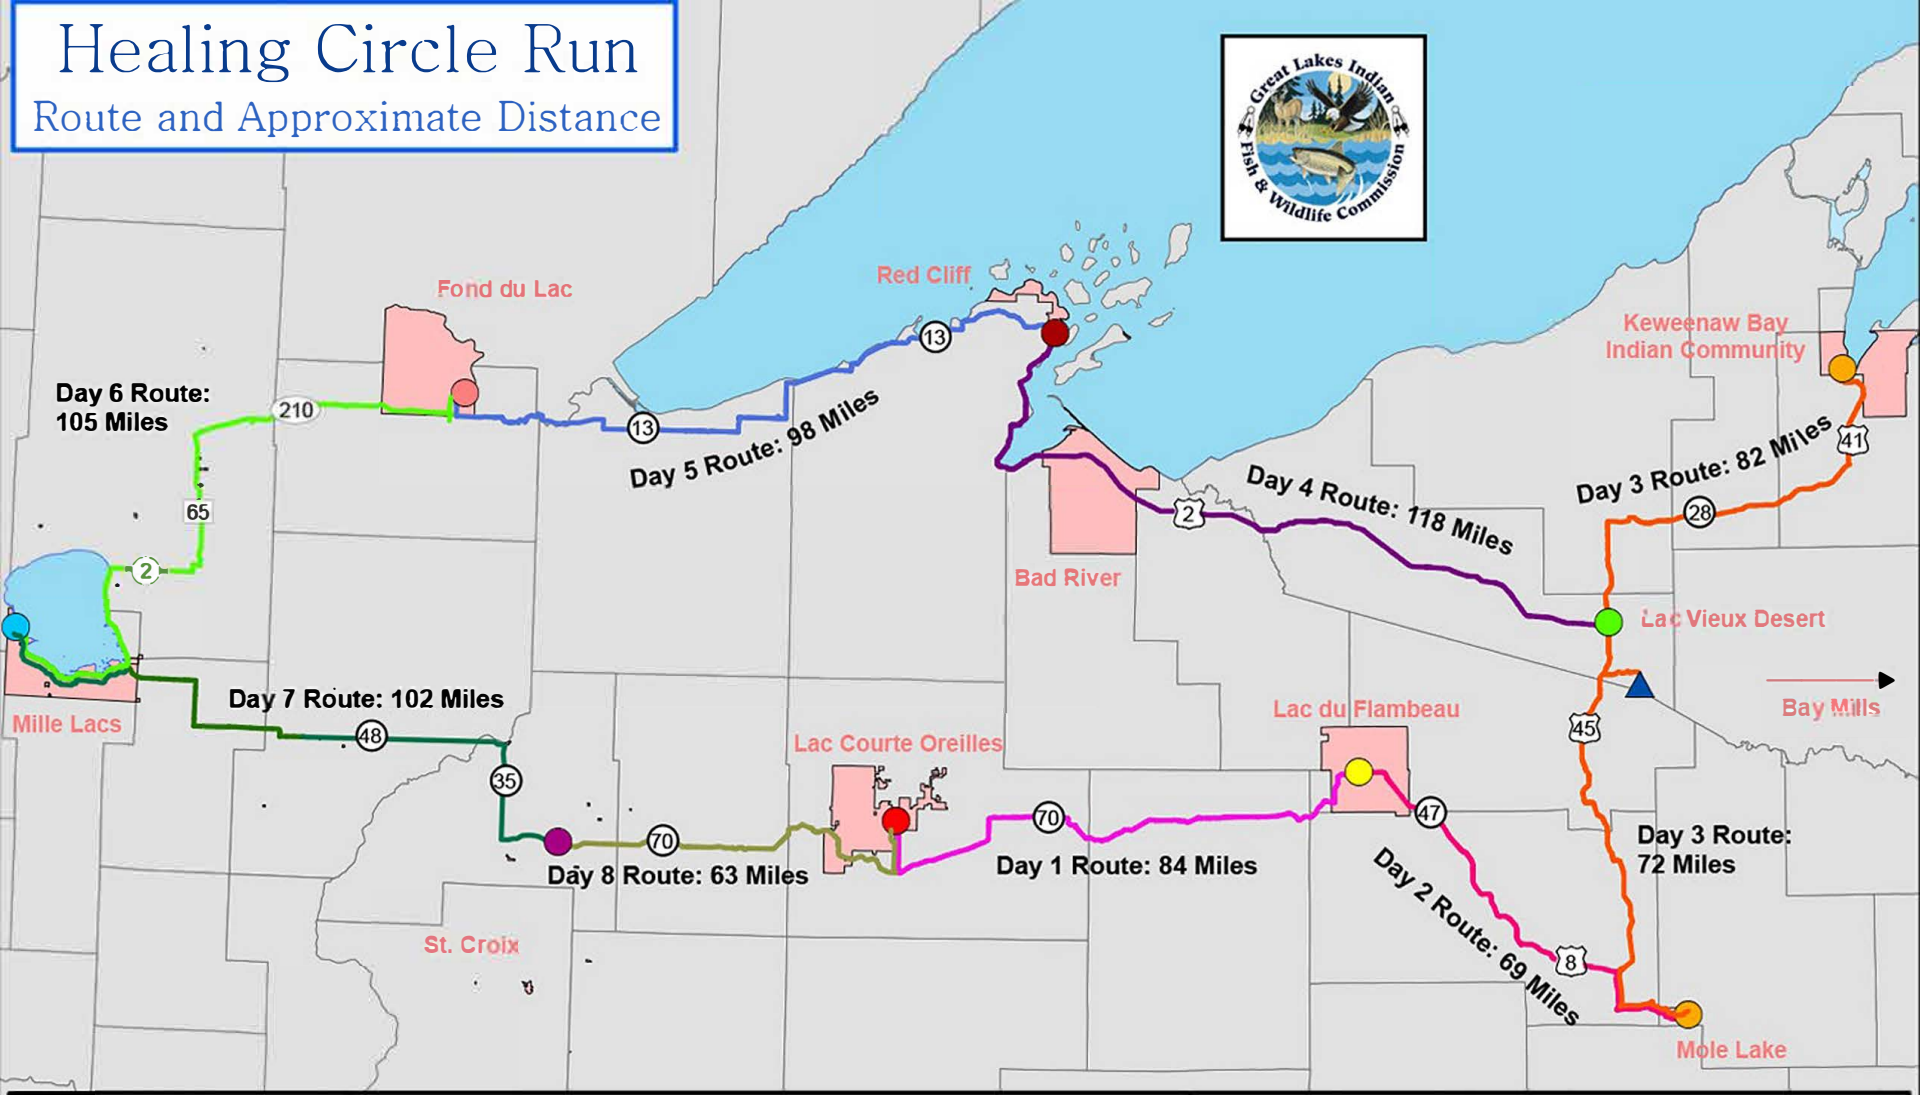 Healing Circle Run
Route and Approximate Distance
Great Lakes Indian
Fish & Wildlife Commission
Fond du Lac
Red Cliff
13
Keweenaw Bay
Indian Community
Day 6 Route:
105 Miles
210
13
Day 5 Route: 98 Miles
41
Day 3 Route: 82 Miles
28
Day 4 Route: 118 Miles
2
65
2
Bad River
Lac Vieux Desert
Bay Mills
Mille Lacs
Day 7 Route: 102 Miles
48
35
Lac Courte Oreilles
Lac du Flambeau
45
47
70
70
Day 8 Route: 63 Miles
Day 1 Route: 84 Miles
Day 3 Route:
72 Miles
Day 2 Route: 69 Miles
8
St. Croix
Mole Lake